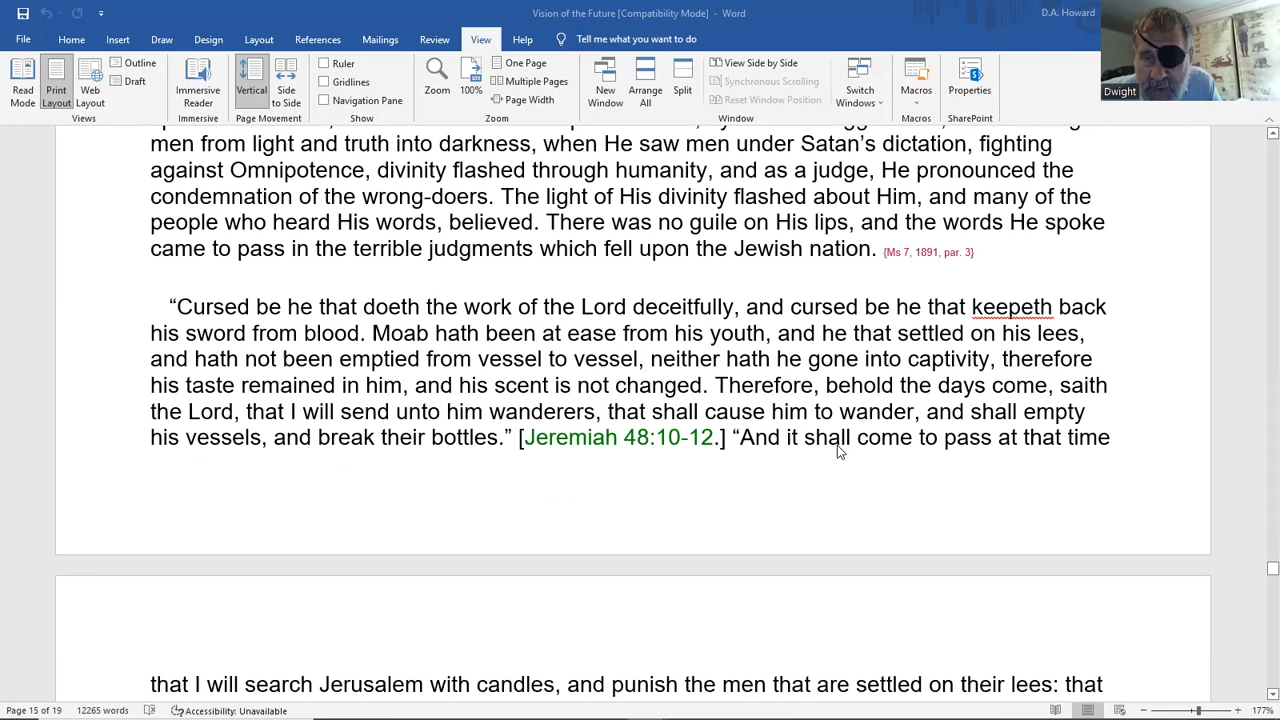 Vision of the Future [Compatibility Mode] - Word
D.A. Howard
File Home Insert Draw Design Layout References Mailings Review View Help Tell me what you want to do
Read Mode
Print Layout
Web Layout
Outline
Draft
Views
Immersive Reader
Immersive
Vertical
Side to Side
Page Movement
Ruler
Gridlines
Navigation Pane
Show
Zoom
100%
One Page
Multiple Pages
Page Width
Zoom
New Window
Arrange All
Split
View Side by Side
Synchronous Scrolling
Reset Window Position
Window
Switch Windows
Macros
Macros
Properties
SharePoint
Dwight
men from light and truth into darkness, when He saw men under Satan’s dictation, fighting
against Omnipotence, divinity flashed through humanity, and as a judge, He pronounced the
condemnation of the wrong-doers. The light of His divinity flashed about Him, and many of the
people who heard His words, believed. There was no guile on His lips, and the words He spoke
came to pass in the terrible judgments which fell upon the Jewish nation. {Ms 7, 1891, par. 3}
“Cursed be he that doeth the work of the Lord deceitfully, and cursed be he that keepeth back
his sword from blood. Moab hath been at ease from his youth, and he that settled on his lees,
and hath not been emptied from vessel to vessel, neither hath he gone into captivity, therefore
his taste remained in him, and his scent is not changed. Therefore, behold the days come, saith
the Lord, that I will send unto him wanderers, that shall cause him to wander, and shall empty
his vessels, and break their bottles.” [Jeremiah 48:10-12.] “And it shall come to pass at that time
that I will search Jerusalem with candles, and punish the men that are settled on their lees: that
Page 15 of 19 12265 words Accessibility: Unavailable 177%